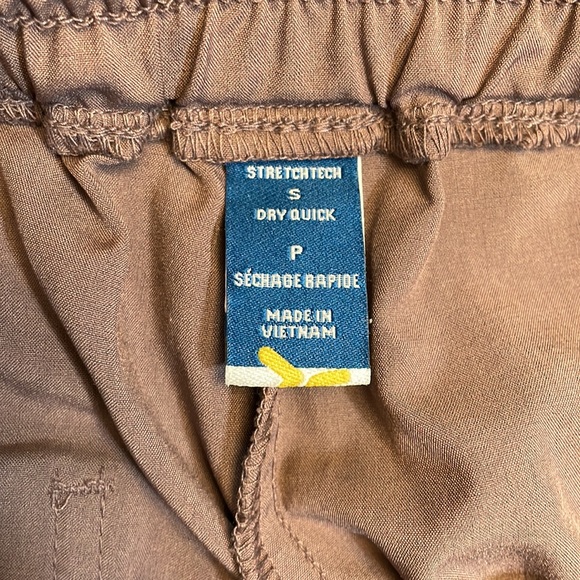 STRETCHTECH
S
DRY QUICK
P
SÉCHAGE RAPIDE
MADE IN
VIETNAM